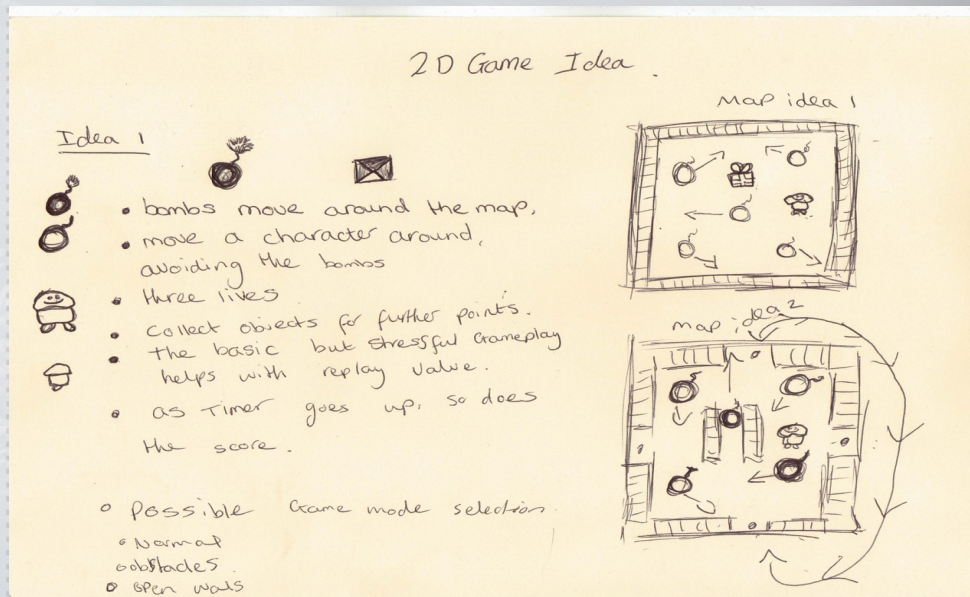 2D Game Idea.
Map idea 1
Idea 1
• bombs move around the map.
• move a character around,
avoiding the bombs
• three lives
• collect objects for further points.
• the basic but stressful Gameplay
helps with replay value.
map idea 2
• as Timer goes up, so does
the score.
○ Possible Game mode selection
○ Normal
○ obstacles
○ open walls